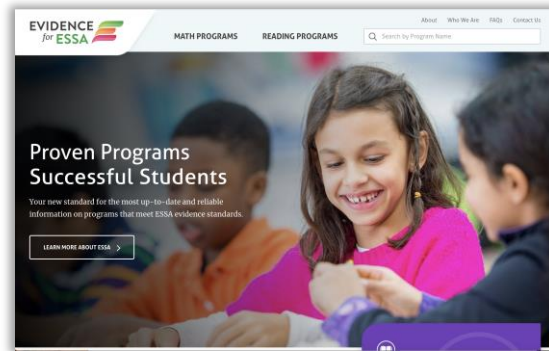 EVIDENCE
for ESSA
About Who We Are FAQs Contact Us
MATH PROGRAMS READING PROGRAMS
Search by Program Name
Proven Programs
Successful Students
Your new standard for the most up-to-date and reliable
information on programs that meet ESSA evidence standards.
LEARN MORE ABOUT ESSA